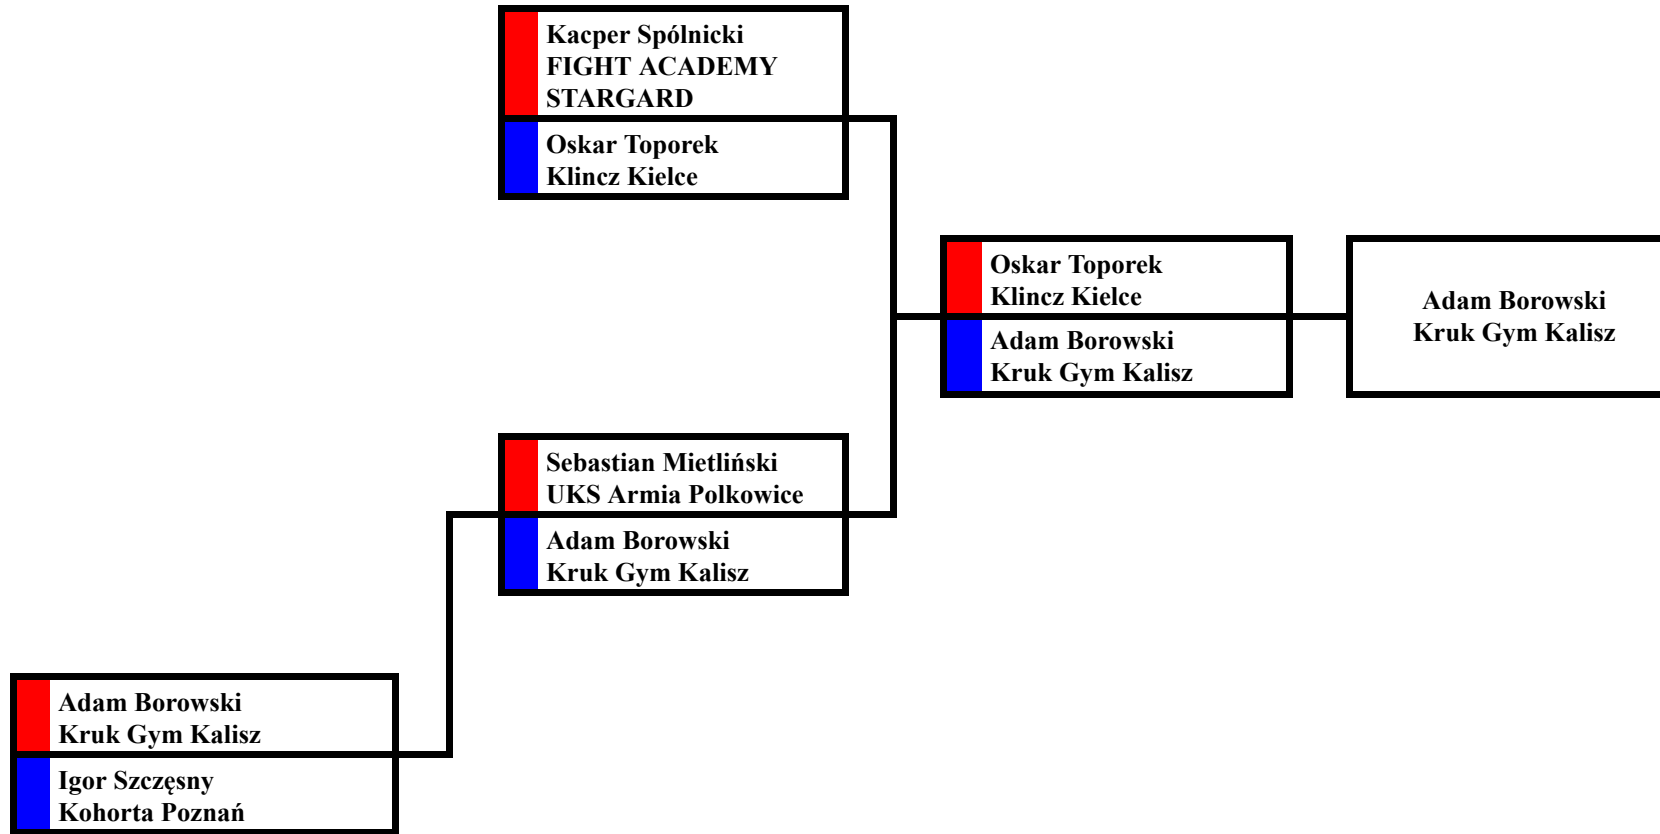 Kacper Spólnicki
FIGHT ACADEMY
STARGARD
Oskar Toporek
Klincz Kielce
Oskar Toporek
Klincz Kielce
Adam Borowski
Kruk Gym Kalisz
Adam Borowski
Kruk Gym Kalisz
Sebastian Mietliński
UKS Armia Polkowice
Adam Borowski
Kruk Gym Kalisz
Adam Borowski
Kruk Gym Kalisz
Igor Szczęsny
Kohorta Poznań